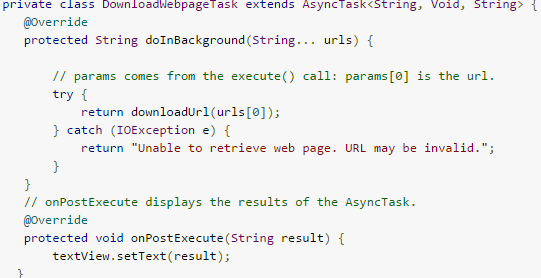 private class DownloadWebpageTask extends AsyncTask<String, Void, String> {
@Override
protected String doInBackground(String... urls) {
// params comes from the execute() call: params[0] is the url.
try {
return downloadUrl(urls[0]);
} catch (IOException e) {
return "Unable to retrieve web page. URL may be invalid.";
}
}
// onPostExecute displays the results of the AsyncTask.
@Override
protected void onPostExecute(String result) {
textView.setText(result);
}